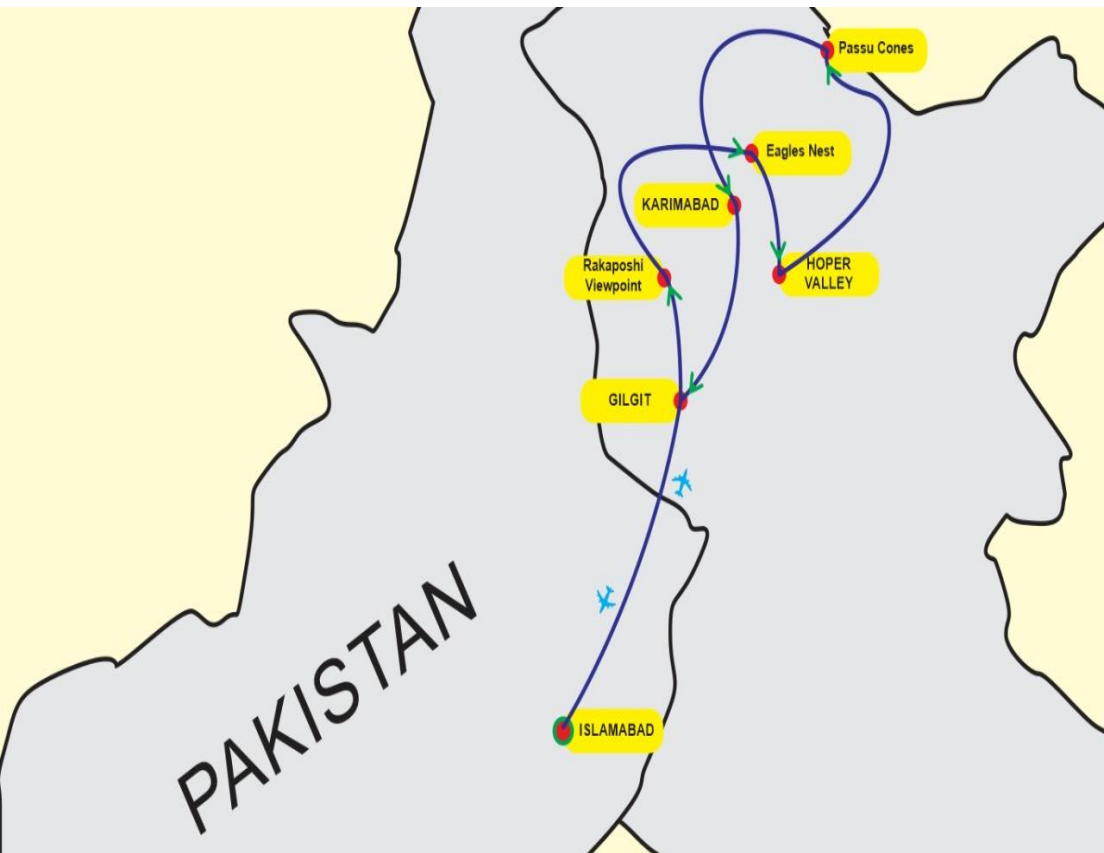 Passu Cones
Eagles Nest
KARIMABAD
Rakaposhi
Viewpoint
HOPER
VALLEY
GILGIT
PAKISTAN
ISLAMABAD